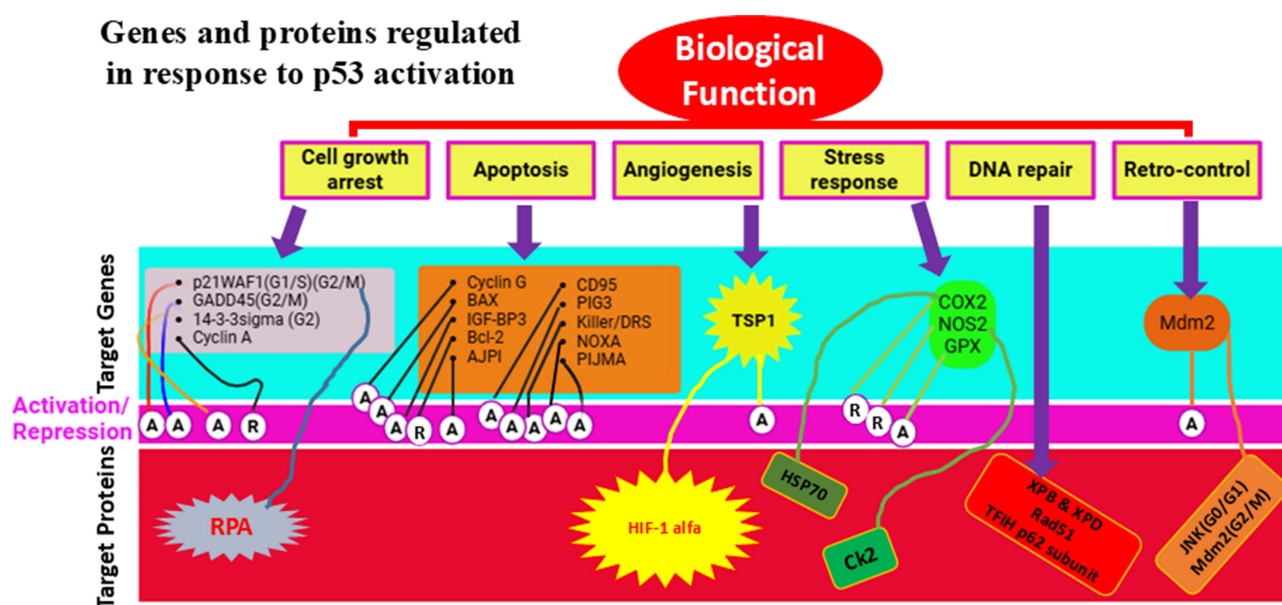 Genes and proteins regulated
in response to p53 activation
Biological
Function
Cell growth
arrest
Apoptosis
Angiogenesis
Stress
response
DNA repair
Retro-control
Target Genes
p21WAF1(G1/S)(G2/M)
GADD45(G2/M)
14-3-3sigma (G2)
Cyclin A
Cyclin G
BAX
IGF-BP3
Bcl-2
AJPI
CD95
PIG3
Killer/DRS
NOXA
PIJMA
TSP1
COX2
NOS2
GPX
Mdm2
Activation/
Repression
A A A R
A A A R A
A A A A A
A
R R A
A
Target Proteins
RPA
HIF-1 alfa
HSP70
Ck2
XPB & XPD
Rad51
TFIH p62 subunit
JNK(G0/G1)
Mdm2(G2/M)